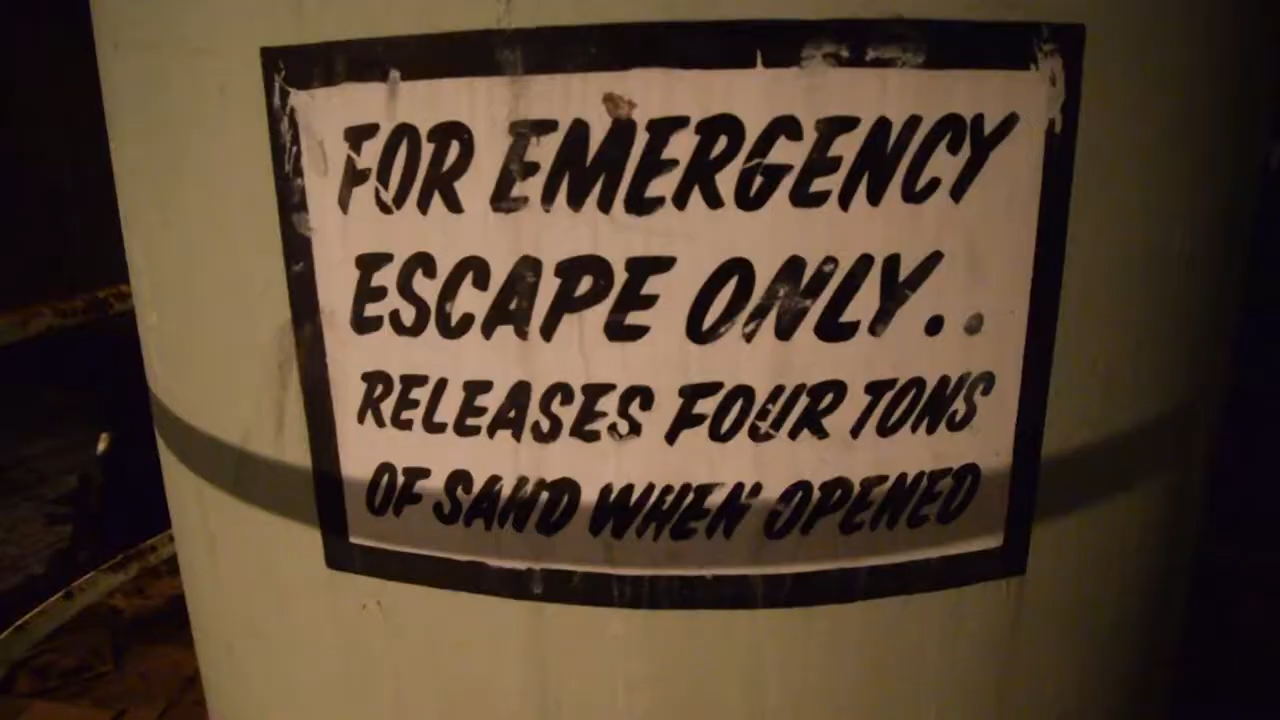 FOR EMERGENCY
ESCAPE ONLY..
RELEASES FOUR TONS
OF SAND WHEN OPENED